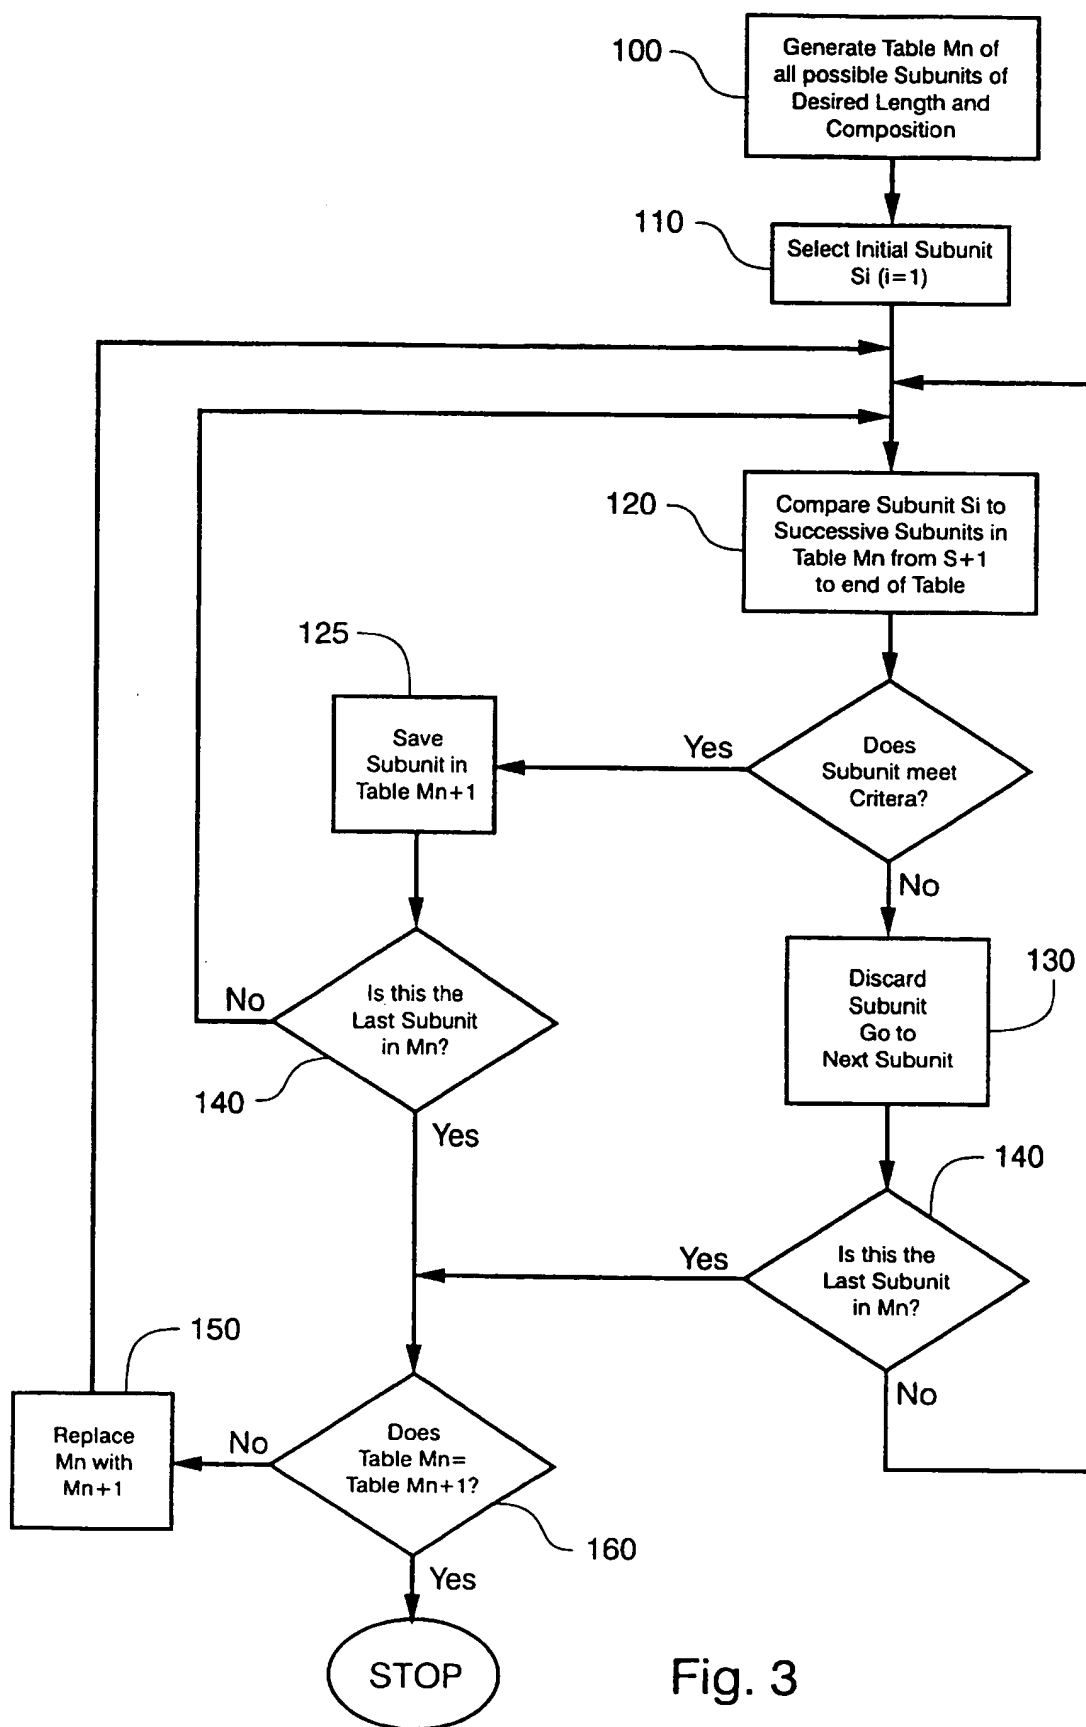 100
Generate Table Mn of
all possible Subunits of
Desired Length and
Composition
110
Select Initial Subunit
Si (i=1)
120
Compare Subunit Si to
Successive Subunits in
Table Mn from S+1
to end of Table
125
Save
Subunit in
Table Mn+1
Yes
Does
Subunit meet
Critera?
No
130
Discard
Subunit
Go to
Next Subunit
No
Is this the
Last Subunit
in Mn?
140
Yes
140
Yes
Is this the
Last Subunit
in Mn?
No
150
Replace
Mn with
Mn+1
No
Does
Table Mn=
Table Mn+1?
160
Yes
STOP
Fig. 3